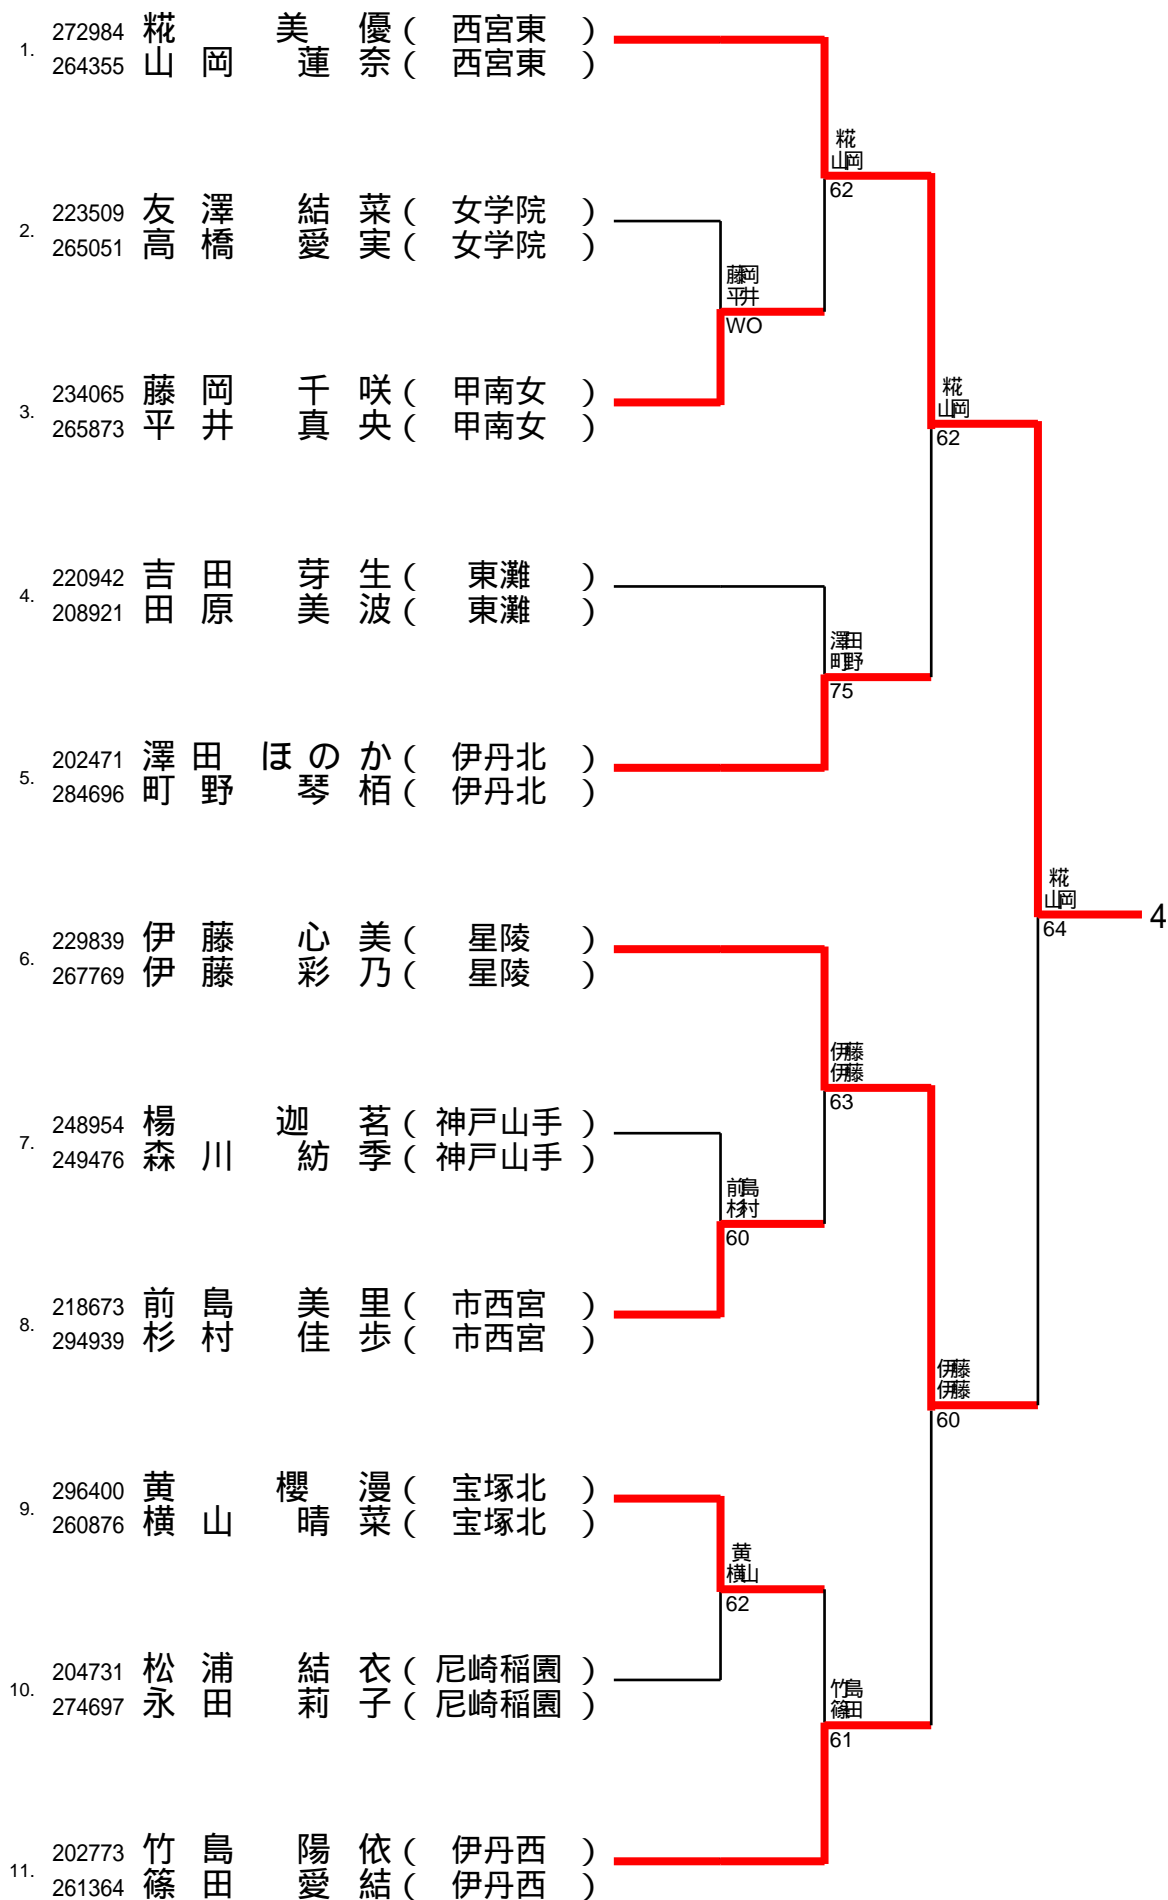 1. 272984 糀 美優 ( 西宮東 )
264355 山岡 蓮奈 ( 西宮東 )
糀
山岡
62
2. 223509 友澤 結菜 ( 女学院 )
265051 高橋 愛実 ( 女学院 )
藤岡
平井
WO
3. 234065 藤岡 千咲 ( 甲南女 )
265873 平井 真央 ( 甲南女 )
糀
山岡
62
4. 220942 吉田 芽生 ( 東灘 )
208921 田原 美波 ( 東灘 )
澤田
町野
75
5. 202471 澤田 ほのか ( 伊丹北 )
284696 町野 琴栢 ( 伊丹北 )
糀
山岡
64
4
6. 229839 伊藤 心美 ( 星陵 )
267769 伊藤 彩乃 ( 星陵 )
伊藤
伊藤
63
7. 248954 楊 迦茗 ( 神戸山手 )
249476 森川 紡季 ( 神戸山手 )
前島
杉村
60
8. 218673 前島 美里 ( 市西宮 )
294939 杉村 佳歩 ( 市西宮 )
伊藤
伊藤
60
9. 296400 黄 櫻漫 ( 宝塚北 )
260876 横山 晴菜 ( 宝塚北 )
黄
横山
62
10. 204731 松浦 結衣 ( 尼崎稲園 )
274697 永田 莉子 ( 尼崎稲園 )
竹島
篠田
61
11. 202773 竹島 陽依 ( 伊丹西 )
261364 篠田 愛結 ( 伊丹西 )